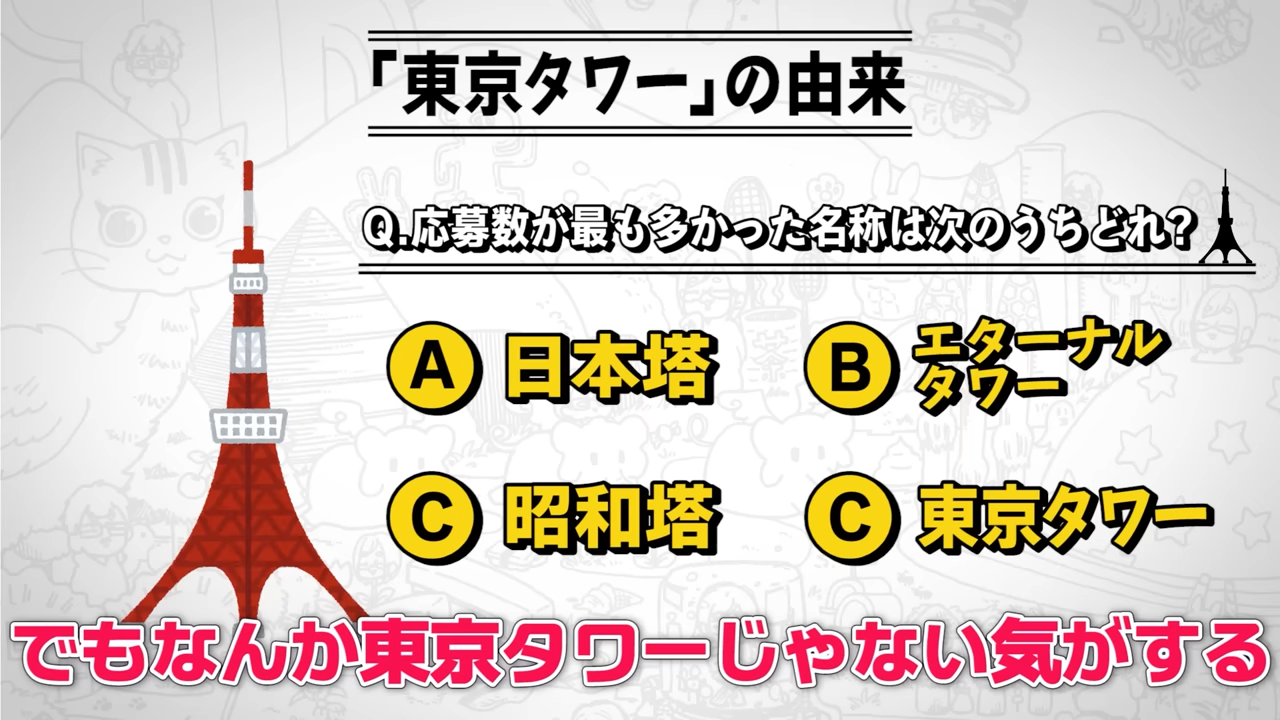 「東京タワー」の由来
Q.応募数が最も多かった名称は次のうちどれ?
A 日本塔
B エターナル
タワー
C 昭和塔
C 東京タワー
でもなんか東京タワーじゃない気がする